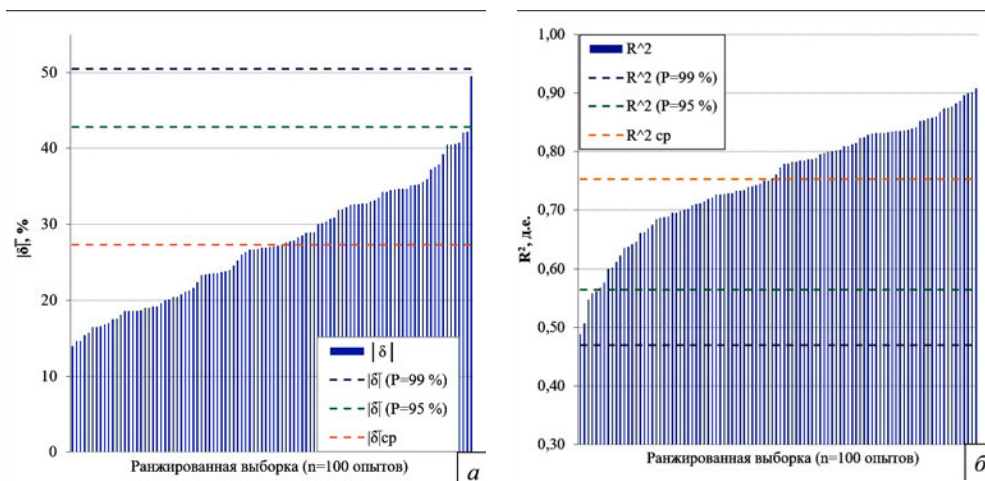 |δ̅|, %
50
40
30
20
10
0
| δ |
|δ̅| (P=99 %)
|δ̅| (P=95 %)
|δ̅|ср
Ранжированная выборка (n=100 опытов)
а
R², д.е.
1,00
0,90
0,80
0,70
0,60
0,50
0,40
0,30
R^2
R^2 (P=99 %)
R^2 (P=95 %)
R^2 ср
Ранжированная выборка (n=100 опытов)
б